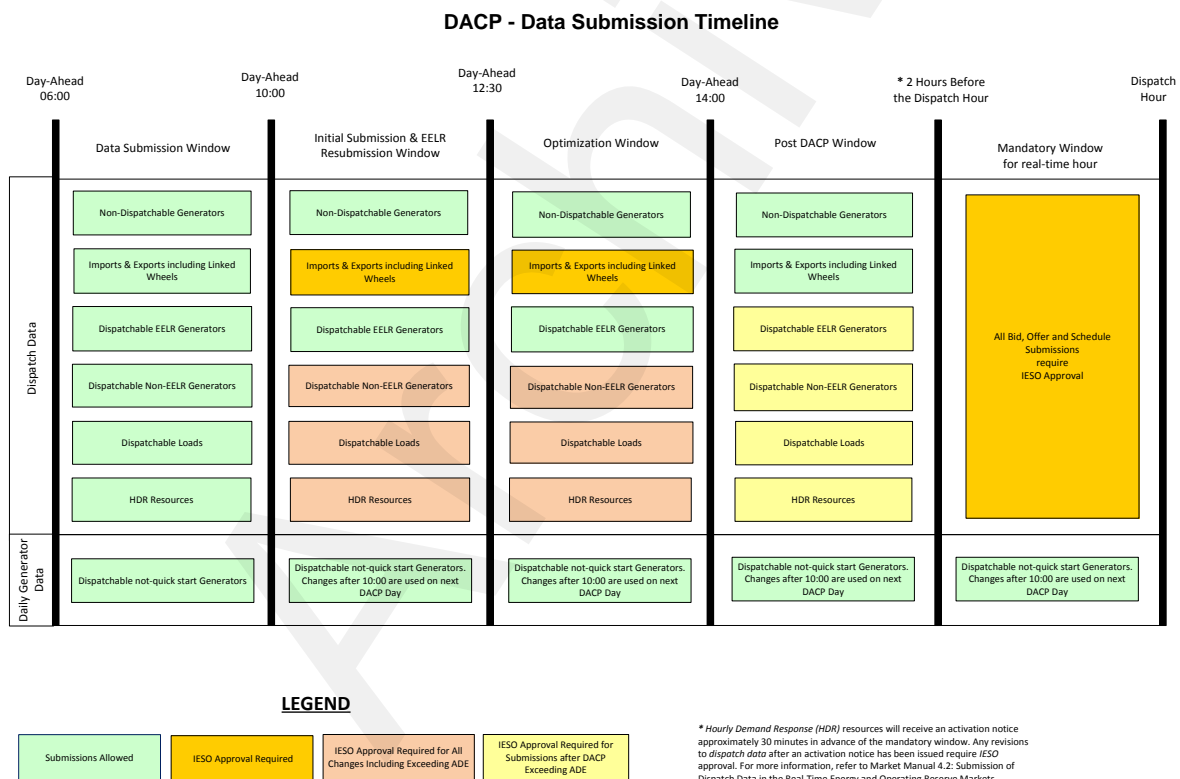 DACP - Data Submission Timeline
Day-Ahead
06:00
Day-Ahead
10:00
Day-Ahead
12:30
Day-Ahead
14:00
* 2 Hours Before
the Dispatch Hour
Dispatch
Hour
Data Submission Window
Initial Submission & EELR
Resubmission Window
Optimization Window
Post DACP Window
Mandatory Window
for real-time hour
Dispatch Data
Non-Dispatchable Generators
Non-Dispatchable Generators
Non-Dispatchable Generators
Non-Dispatchable Generators
Imports & Exports including Linked
Wheels
Imports & Exports including Linked
Wheels
Imports & Exports including Linked
Wheels
Imports & Exports including Linked
Wheels
Dispatchable EELR Generators
Dispatchable EELR Generators
Dispatchable EELR Generators
Dispatchable EELR Generators
Dispatchable Non-EELR Generators
Dispatchable Non-EELR Generators
Dispatchable Non-EELR Generators
Dispatchable Non-EELR Generators
Dispatchable Loads
Dispatchable Loads
Dispatchable Loads
Dispatchable Loads
HDR Resources
HDR Resources
HDR Resources
HDR Resources
All Bid, Offer and Schedule
Submissions
require
IESO Approval
Daily Generator
Data
Dispatchable not-quick start Generators
Dispatchable not-quick start Generators.
Changes after 10:00 are used on next
DACP Day
Dispatchable not-quick start Generators.
Changes after 10:00 are used on next
DACP Day
Dispatchable not-quick start Generators.
Changes after 10:00 are used on next
DACP Day
Dispatchable not-quick start Generators.
Changes after 10:00 are used on next
DACP Day
LEGEND
Submissions Allowed
IESO Approval Required
IESO Approval Required for All
Changes Including Exceeding ADE
IESO Approval Required for
Submissions after DACP
Exceeding ADE
* Hourly Demand Response (HDR) resources will receive an activation notice
approximately 30 minutes in advance of the mandatory window. Any revisions
to dispatch data after an activation notice has been issued require IESO
approval. For more information, refer to Market Manual 4.2: Submission of
Dispatch Data in the Real-Time Energy and Operating Reserve Markets